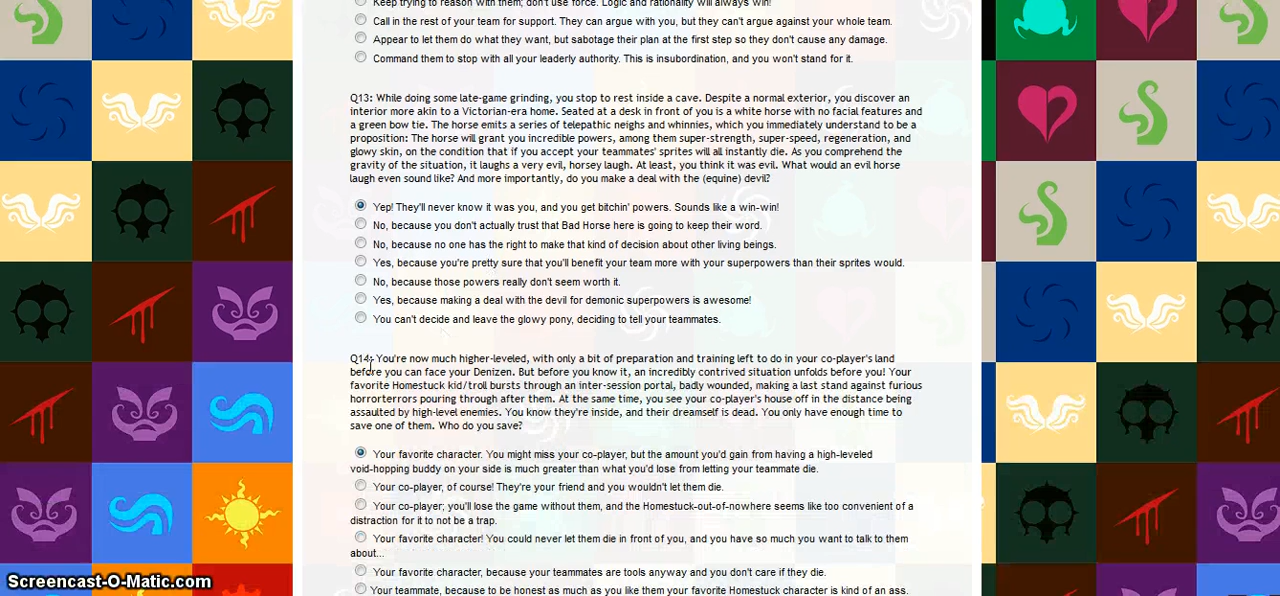 Keep trying to reason with them; don't use force. Logic and rationality will always win!
Call in the rest of your team for support. They can argue with you, but they can't argue against your whole team.
Appear to let them do what they want, but sabotage their plan at the first step so they don't cause any damage.
Command them to stop with all your leaderly authority. This is insubordination, and you won't stand for it.
Q13: While doing some late-game grinding, you stop to rest inside a cave. Despite a normal exterior, you discover an
interior more akin to a Victorian-era home. Seated at a desk in front of you is a white horse with no facial features and
a green bow tie. The horse emits a series of telepathic neighs and whinnies, which you immediately understand to be a
proposition: The horse will grant you incredible powers, among them super-strength, super-speed, regeneration, and
glowy skin, on the condition that if you accept your teammates' sprites will all instantly die. As you comprehend the
gravity of the situation, it laughs a very evil, horsey laugh. At least, you think it was evil. What would an evil horse
laugh even sound like? And more importantly, do you make a deal with the (equine) devil?
Yep! They'll never know it was you, and you get bitchin' powers. Sounds like a win-win!
No, because you don't actually trust that Bad Horse here is going to keep their word.
No, because no one has the right to make that kind of decision about other living beings.
Yes, because you're pretty sure that you'll benefit your team more with your superpowers than their sprites would.
No, because those powers really don't seem worth it.
Yes, because making a deal with the devil for demonic superpowers is awesome!
You can't decide and leave the glowy pony, deciding to tell your teammates.
Q14: You're now much higher-leveled, with only a bit of preparation and training left to do in your co-player's land
before you can face your Denizen. But before you know it, an incredibly contrived situation unfolds before you! Your
favorite Homestuck kid/troll bursts through an inter-session portal, badly wounded, making a last stand against furious
horrorterrors pouring through after them. At the same time, you see your co-player's house off in the distance being
assaulted by high-level enemies. You know they're inside, and their dreamself is dead. You only have enough time to
save one of them. Who do you save?
Your favorite character. You might miss your co-player, but the amount you'd gain from having a high-leveled
void-hopping buddy on your side is much greater than what you'd lose from letting your teammate die.
Your co-player, of course! They're your friend and you wouldn't let them die.
Your co-player; you'll lose the game without them, and the Homestuck-out-of-nowhere seems like too convenient of a
distraction for it to not be a trap.
Your favorite character! You could never let them die in front of you, and you have so much you want to talk to them
about...
Your favorite character, because your teammates are tools anyway and you don't care if they die.
Your teammate, because to be honest as much as you like them your favorite Homestuck character is kind of an ass.
Screencast-O-Matic.com